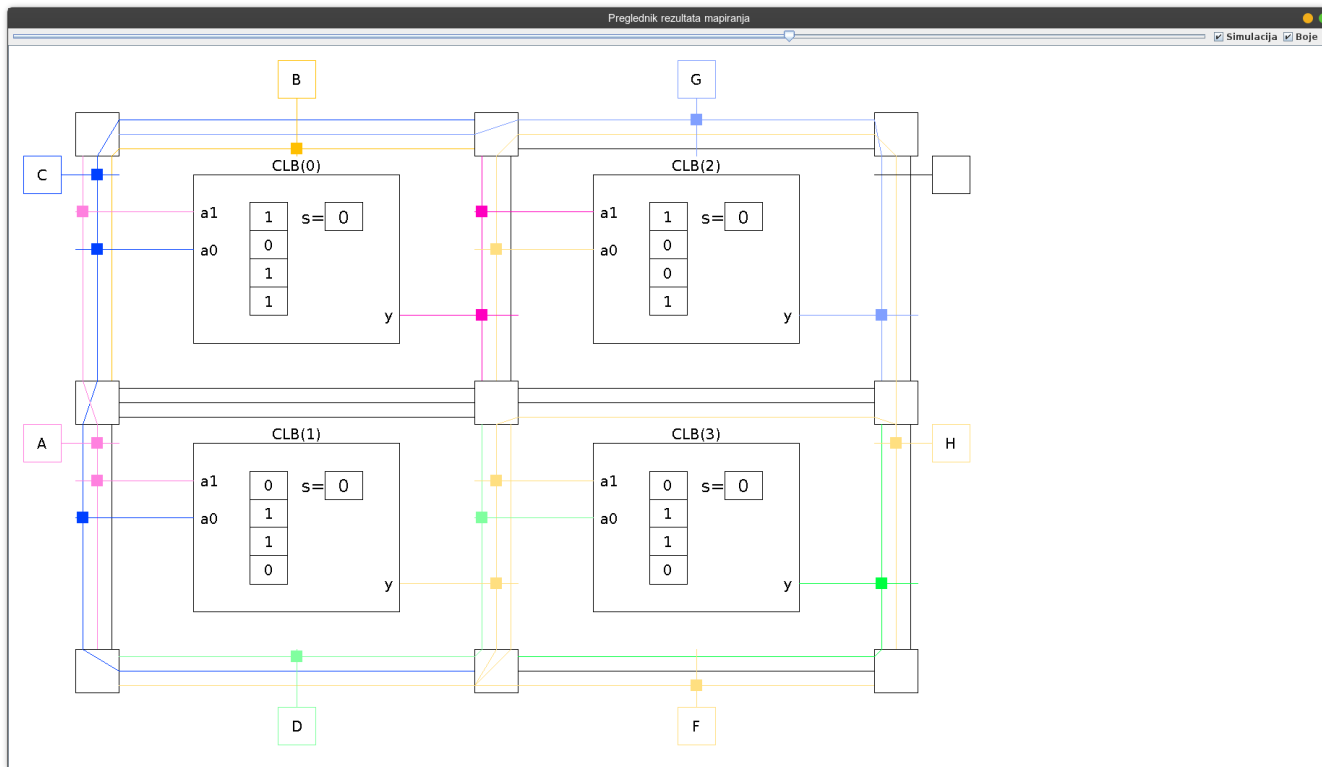 Preglednik rezultata mapiranja
Simulacija Boje
B
G
C
CLB(0)
a1
a0
1
0
1
1
s= 0
y
CLB(2)
a1
a0
1
0
0
1
s= 0
y
A
CLB(1)
a1
a0
0
1
1
0
s= 0
y
CLB(3)
a1
a0
0
1
1
0
s= 0
y
H
D
F